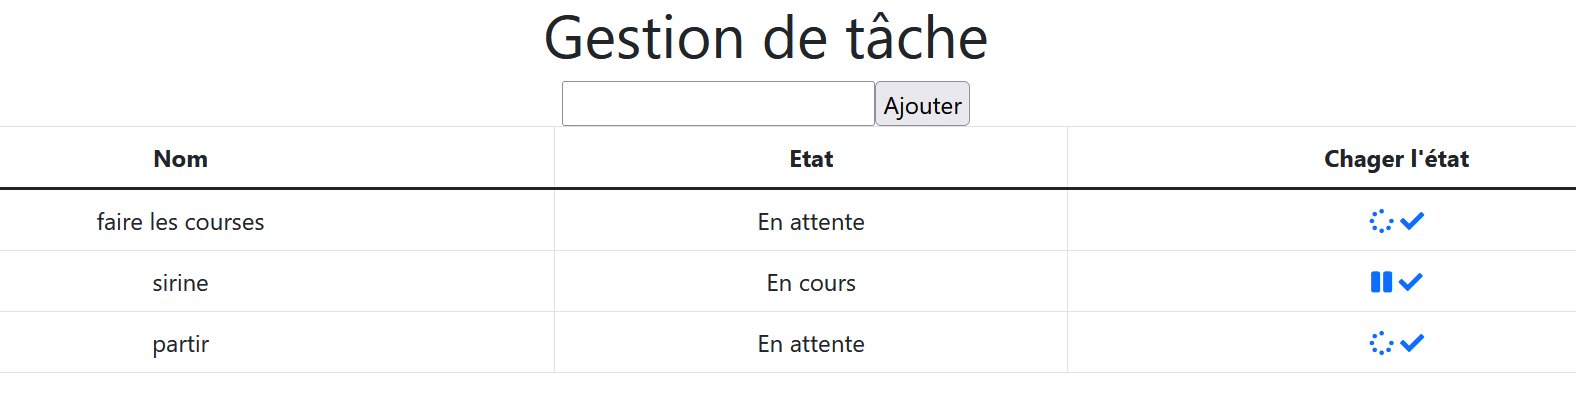 Gestion de tâche
Ajouter
Nom Etat Chager l'état
faire les courses En attente
sirine En cours
partir En attente